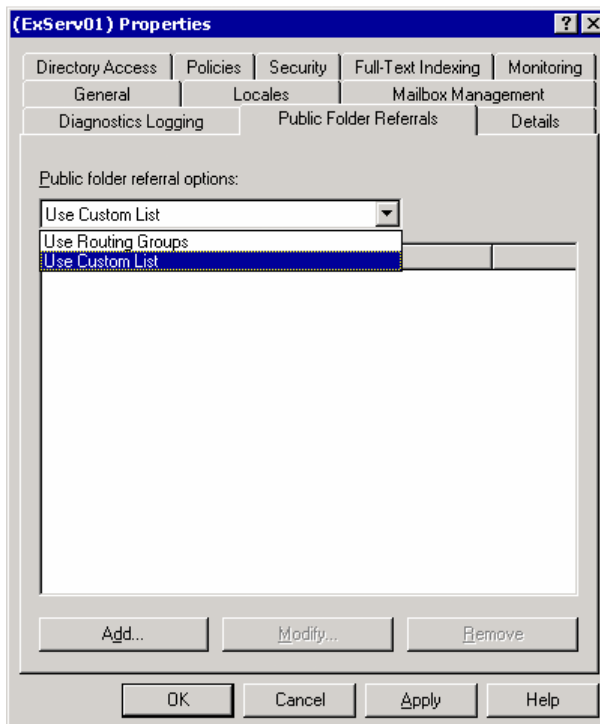 (ExServ01) Properties
Directory Access Policies Security Full-Text Indexing Monitoring
General Locales Mailbox Management
Diagnostics Logging Public Folder Referrals Details
Public folder referral options:
Use Custom List
Use Routing Groups
Use Custom List
Add... Modify... Remove
OK Cancel Apply Help